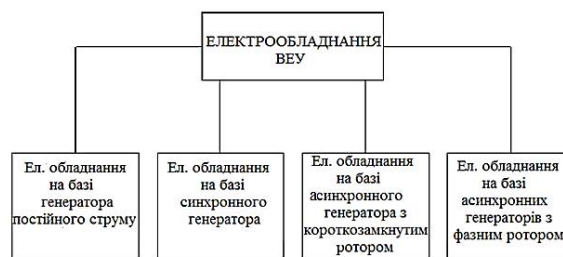 ЕЛЕКТРООБЛАДНАННЯ
ВЕУ
Ел. обладнання
на базі
генератора
постійного струму
Ел. обладнання
на базі
синхронного
генератора
Ел. обладнання
на базі
асинхронного
генератора з
короткозамкнутим
ротором
Ел. обладнання
на базі
асинхронних
генераторів з
фазним ротором